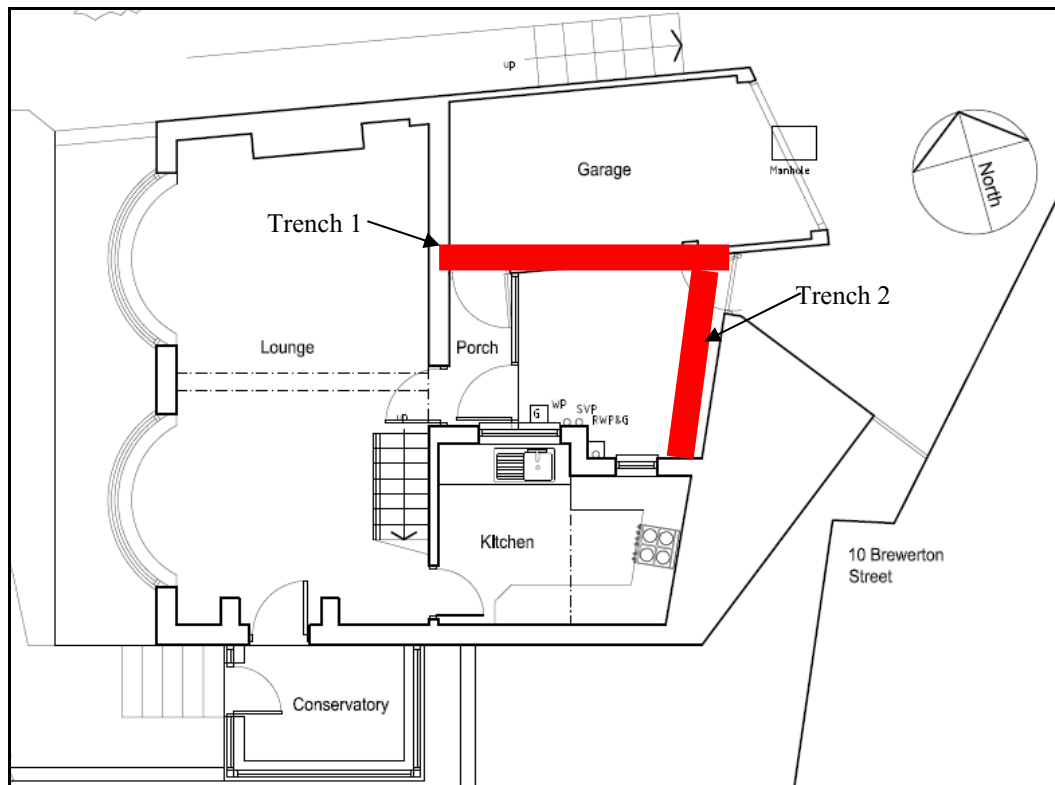 up
Garage
Manhole
North
Trench 1
Trench 2
Lounge
Porch
up
G
WP
SVP
RWP&G
Kitchen
10 Brewerton
Street
Conservatory